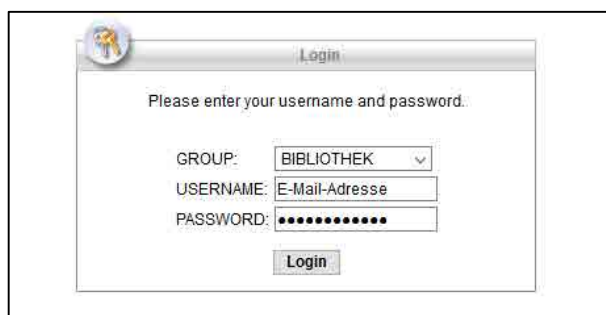 Login
Please enter your username and password.
GROUP: BIBLIOTHEK
USERNAME: E-Mail-Adresse
PASSWORD: ●●●●●●●●●●●●
Login